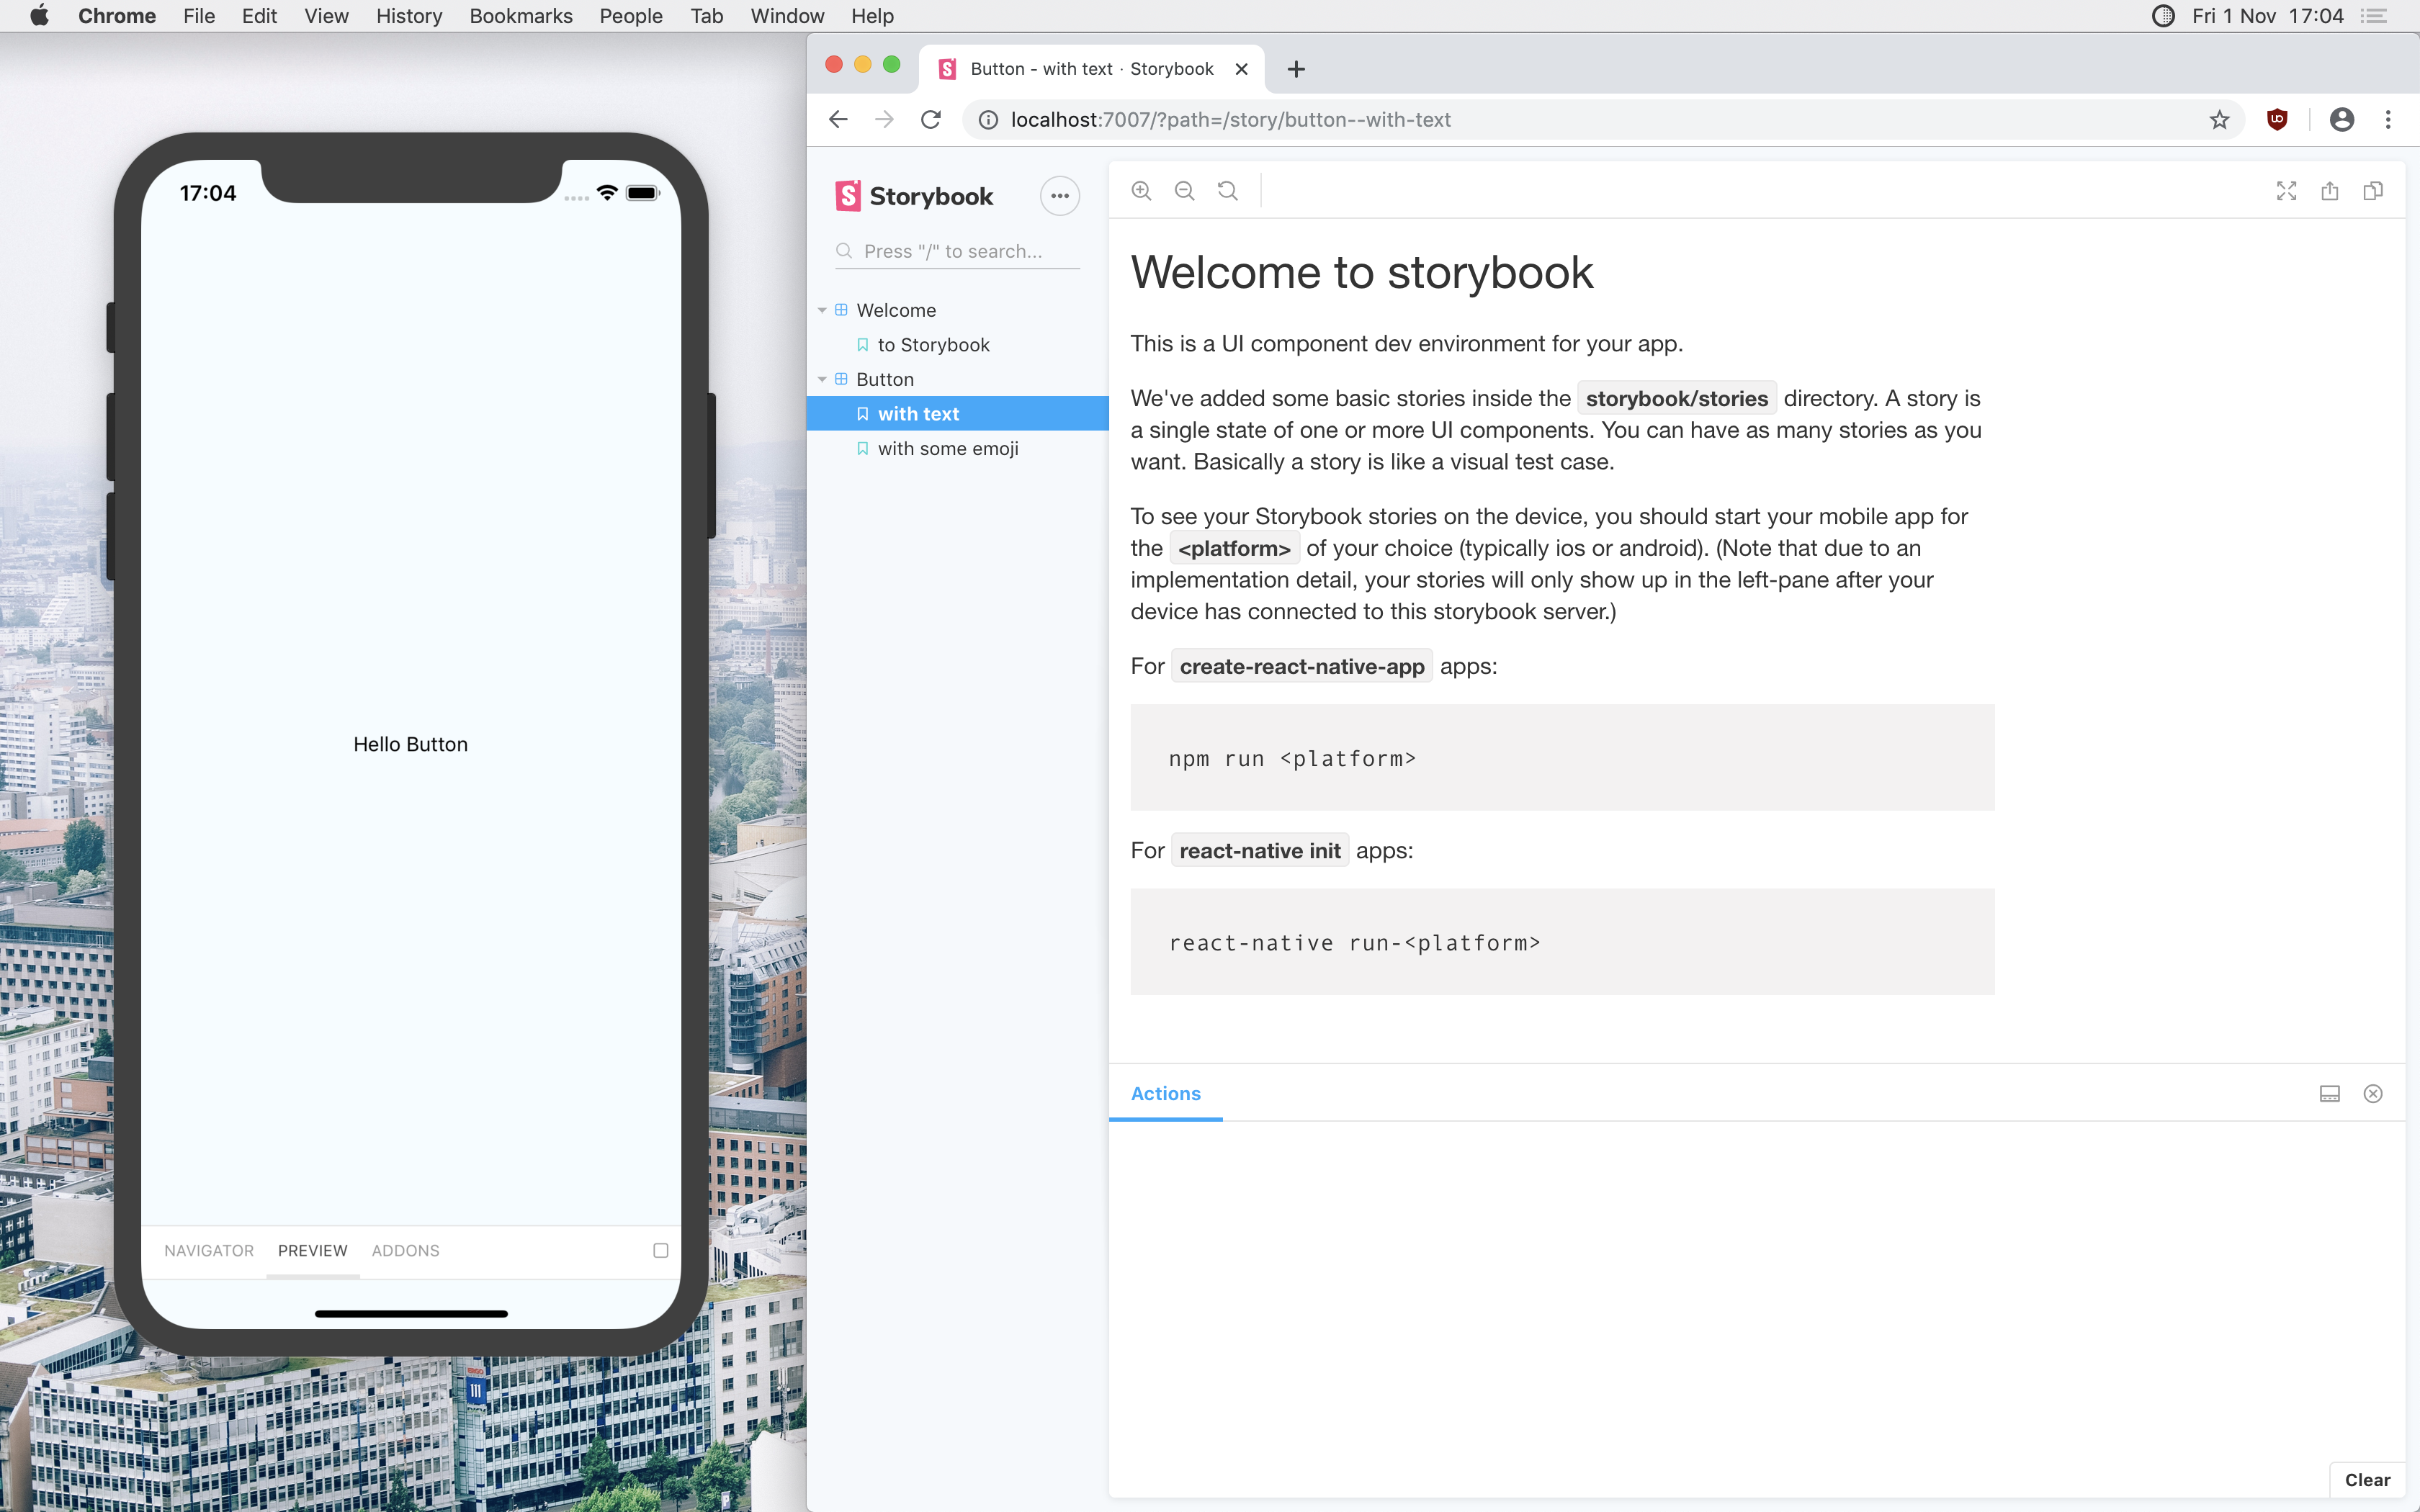 Chrome File Edit View History Bookmarks People Tab Window Help
Fri 1 Nov 17:04
17:04
Hello Button
NAVIGATOR PREVIEW ADDONS
Button - with text · Storybook
localhost:7007/?path=/story/button--with-text
Storybook
Press "/" to search...
Welcome
to Storybook
Button
with text
with some emoji
Welcome to storybook
This is a UI component dev environment for your app.
We've added some basic stories inside the storybook/stories directory. A story is
a single state of one or more UI components. You can have as many stories as you
want. Basically a story is like a visual test case.
To see your Storybook stories on the device, you should start your mobile app for
the <platform> of your choice (typically ios or android). (Note that due to an
implementation detail, your stories will only show up in the left-pane after your
device has connected to this storybook server.)
For create-react-native-app apps:
npm run <platform>
For react-native init apps:
react-native run-<platform>
Actions
Clear